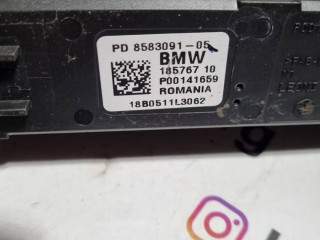 PD 8583091-05
BMW
185767 10
P00141659
ROMANIA
18B0511L3062